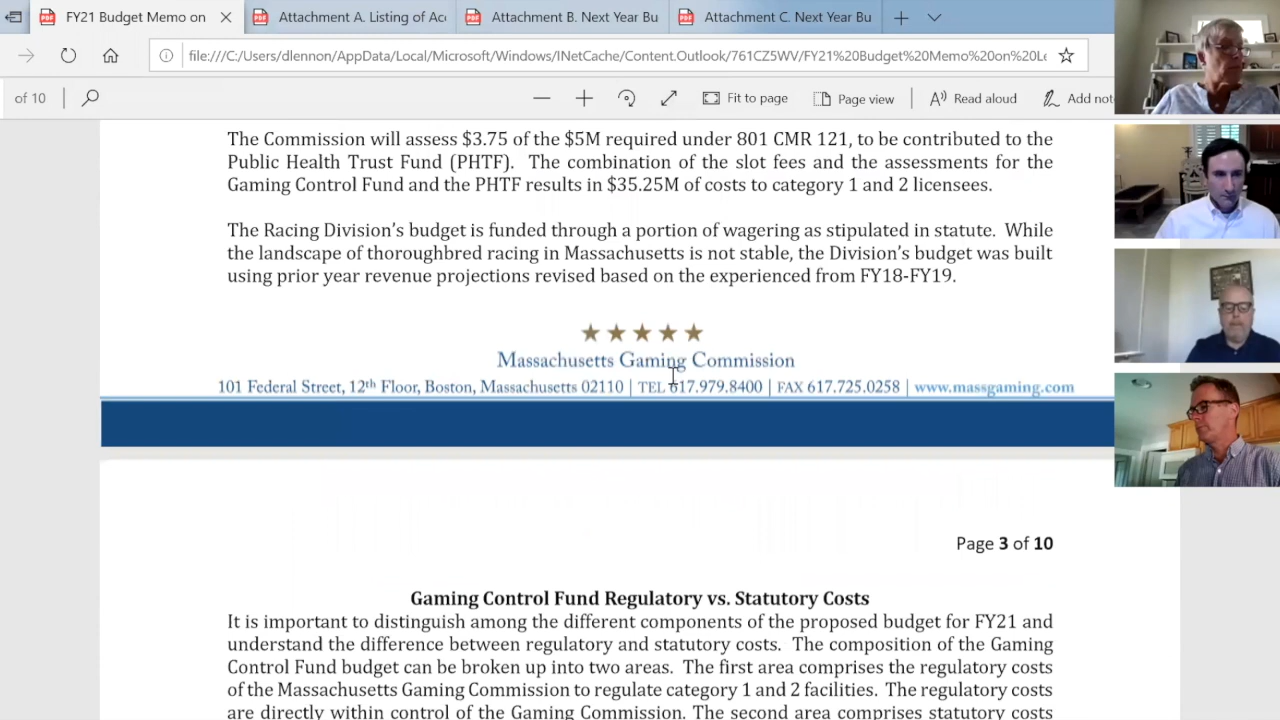 FY21 Budget Memo on
Attachment A. Listing of Acc
Attachment B. Next Year Bu
Attachment C. Next Year Bu
file:///C:/Users/dlennon/AppData/Local/Microsoft/Windows/INetCache/Content.Outlook/761CZ5WV/FY21%20Budget%20Memo%20on%20Le
of 10
Fit to page
Page view
Read aloud
Add not
The Commission will assess $3.75 of the $5M required under 801 CMR 121, to be contributed to the
Public Health Trust Fund (PHTF). The combination of the slot fees and the assessments for the
Gaming Control Fund and the PHTF results in $35.25M of costs to category 1 and 2 licensees.
The Racing Division's budget is funded through a portion of wagering as stipulated in statute. While
the landscape of thoroughbred racing in Massachusetts is not stable, the Division's budget was built
using prior year revenue projections revised based on the experienced from FY18-FY19.
★ ★ ★ ★ ★
Massachusetts Gaming Commission
101 Federal Street, 12th Floor, Boston, Massachusetts 02110 | TEL 617.979.8400 | FAX 617.725.0258 | www.massgaming.com
Page 3 of 10
Gaming Control Fund Regulatory vs. Statutory Costs
It is important to distinguish among the different components of the proposed budget for FY21 and
understand the difference between regulatory and statutory costs. The composition of the Gaming
Control Fund budget can be broken up into two areas. The first area comprises the regulatory costs
of the Massachusetts Gaming Commission to regulate category 1 and 2 facilities. The regulatory costs
are directly within control of the Gaming Commission. The second area comprises statutory costs